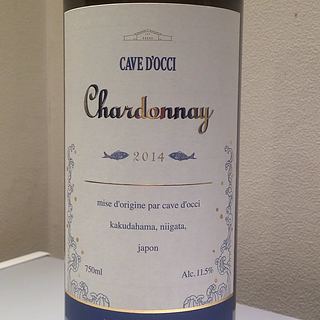 CAVE D'OCCI
Chardonnay
2014
mise d'origine par cave d'occi
kakudahama, niigata,
japon
750ml Alc. 11.5%